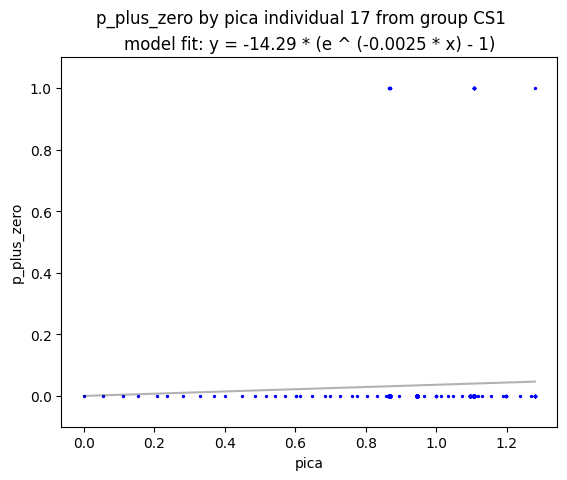 p_plus_zero by pica individual 17 from group CS1
model fit: y = -14.29 * (e ^ (-0.0025 * x) - 1)
1.0
0.8
0.6
0.4
0.2
0.0
p_plus_zero
0.0 0.2 0.4 0.6 0.8 1.0 1.2
pica